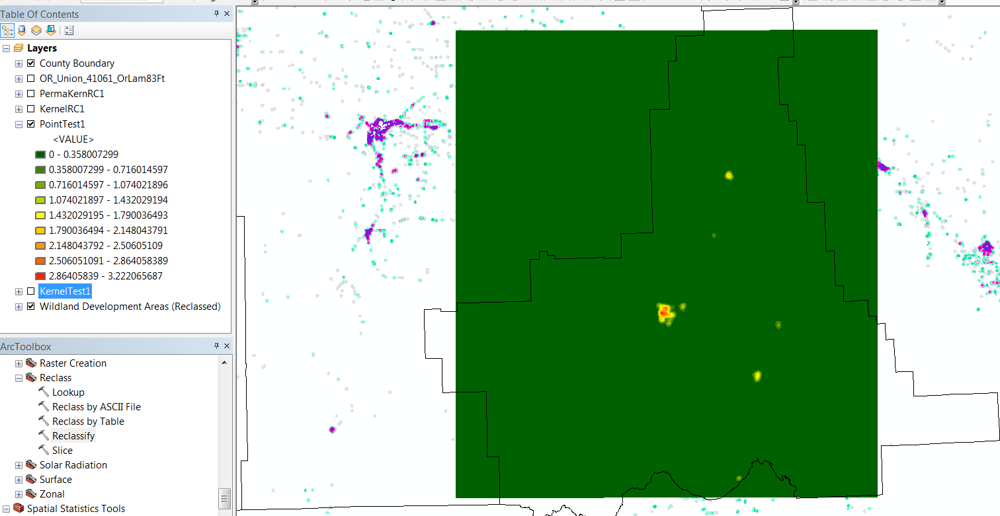 Table Of Contents
Layers
County Boundary
OR_Union_41061_OrLam83Ft
PermaKernRC1
KernelRC1
PointTest1
<VALUE>
0 - 0.358007299
0.358007299 - 0.716014597
0.716014597 - 1.074021896
1.074021897 - 1.432029194
1.432029195 - 1.790036493
1.790036494 - 2.148043791
2.148043792 - 2.50605109
2.506051091 - 2.864058389
2.86405839 - 3.222065687
KernelTest1
Wildland Development Areas (Reclassed)
ArcToolbox
Raster Creation
Reclass
Lookup
Reclass by ASCII File
Reclass by Table
Reclassify
Slice
Solar Radiation
Surface
Zonal
Spatial Statistics Tools